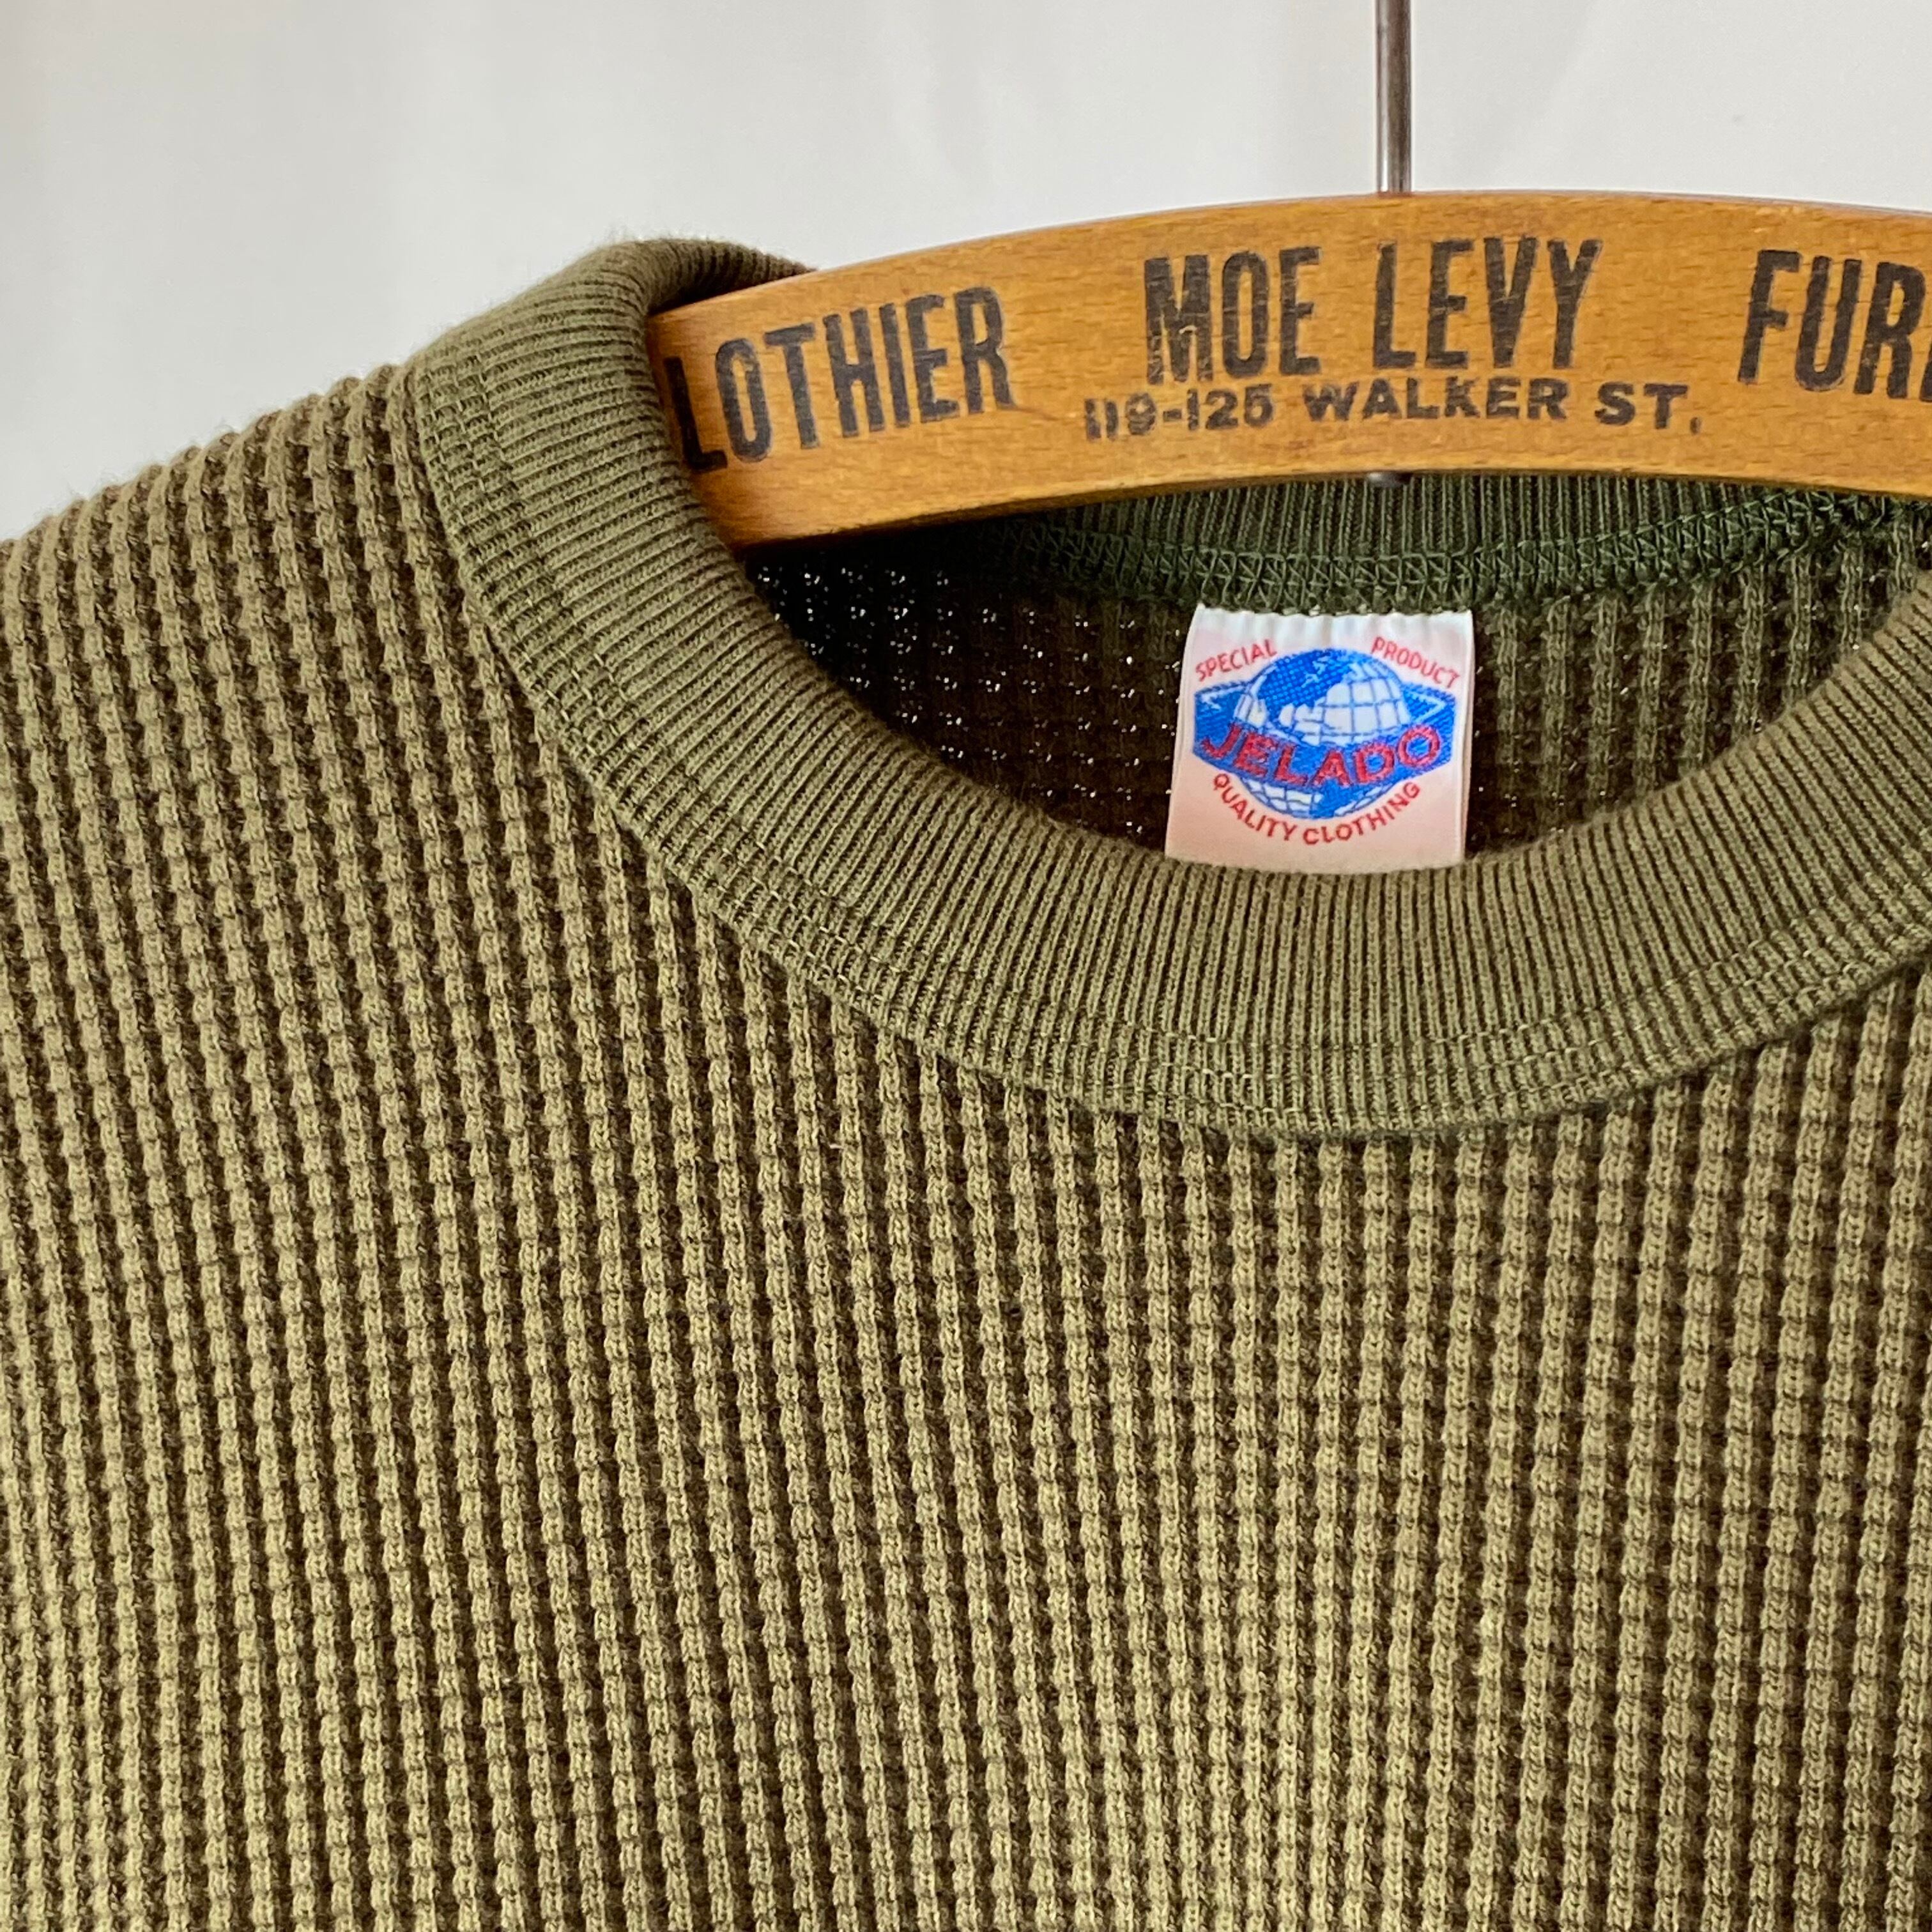 LOTHIER MOE LEVY FUR
119-125 WALKER ST.
SPECIAL PRODUCT
JELADO
QUALITY CLOTHING